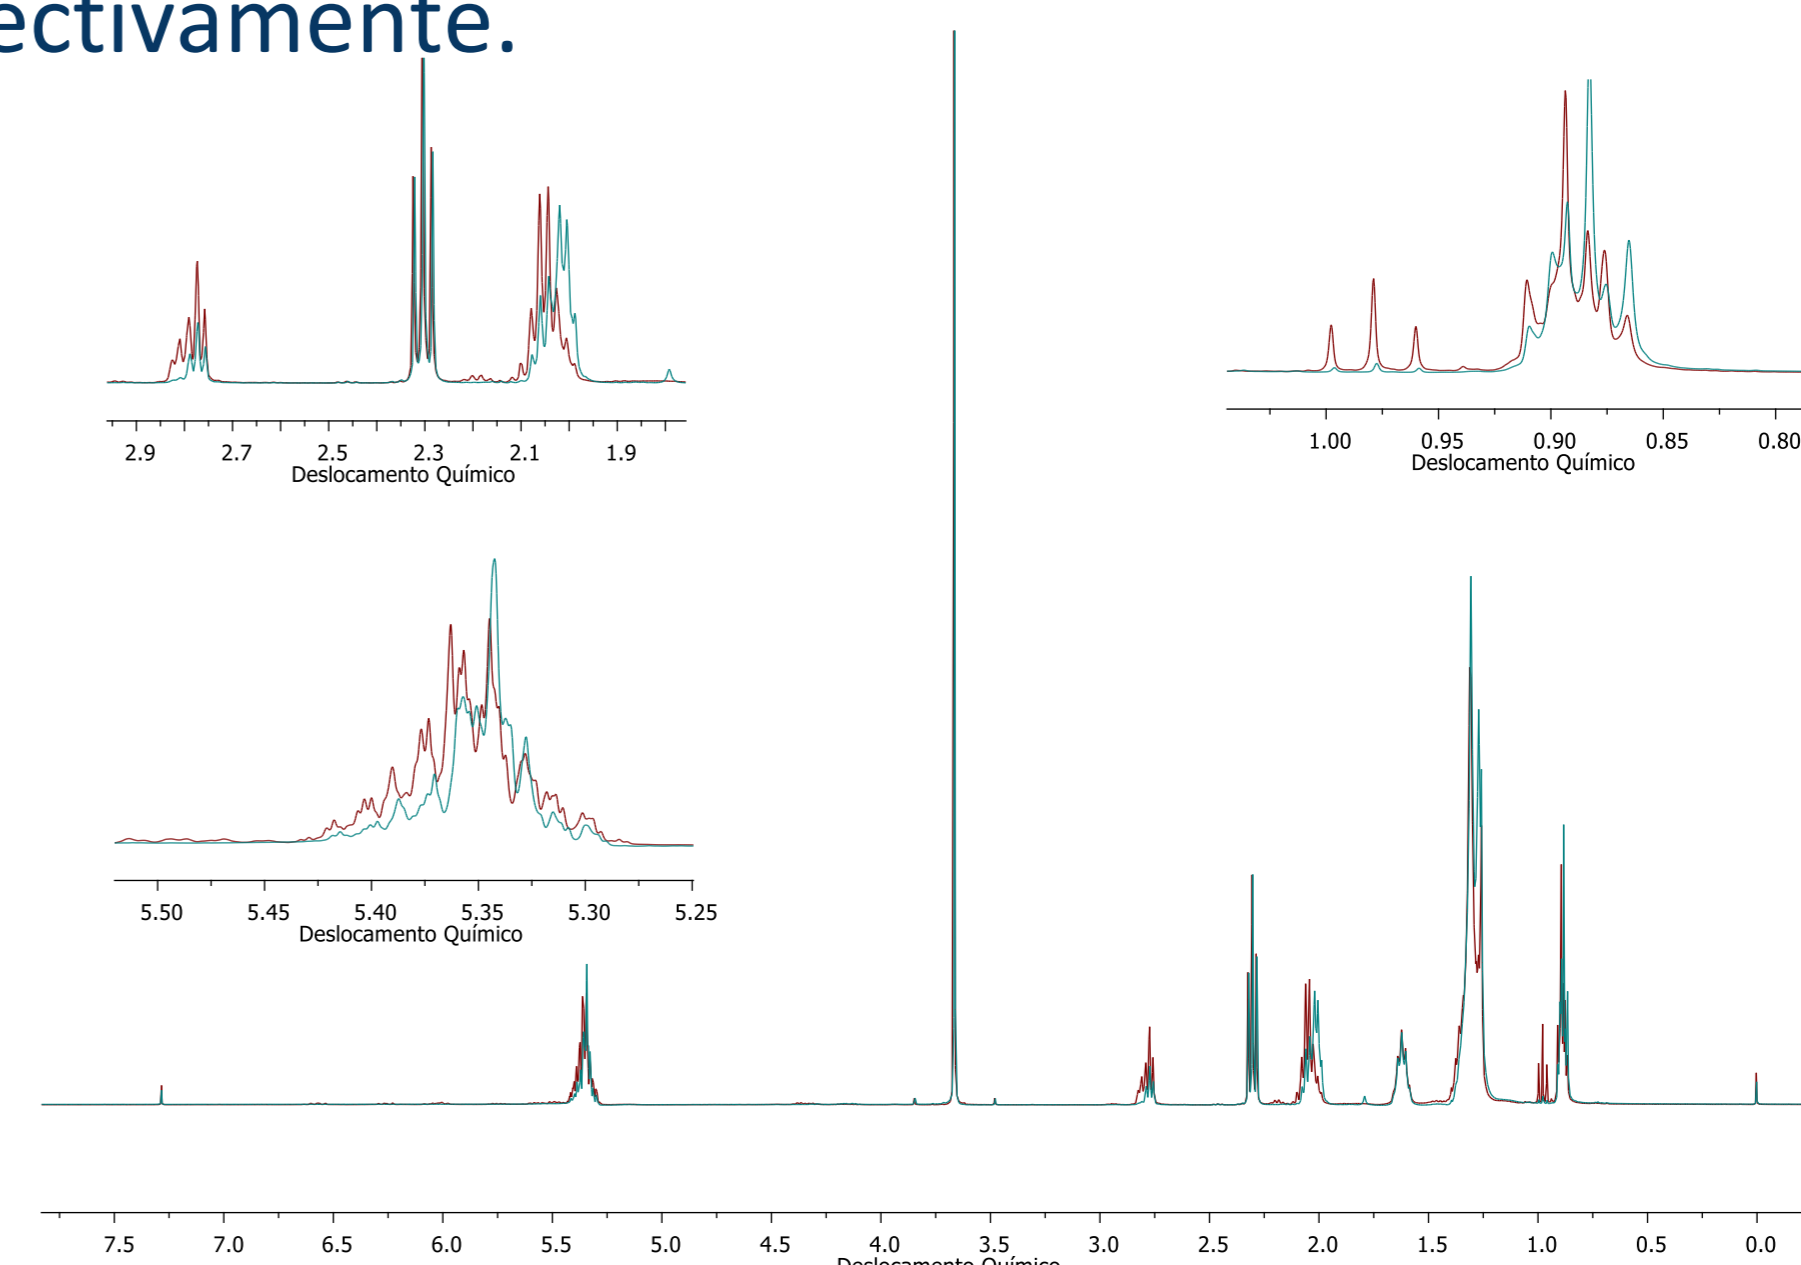 ectivamente.
2.9 2.7 2.5 2.3 2.1 1.9
Deslocamento Químico
1.00 0.95 0.90 0.85 0.80
Deslocamento Químico
5.50 5.45 5.40 5.35 5.30 5.25
Deslocamento Químico
7.5 7.0 6.5 6.0 5.5 5.0 4.5 4.0 3.5 3.0 2.5 2.0 1.5 1.0 0.5 0.0
Deslocamento Químico